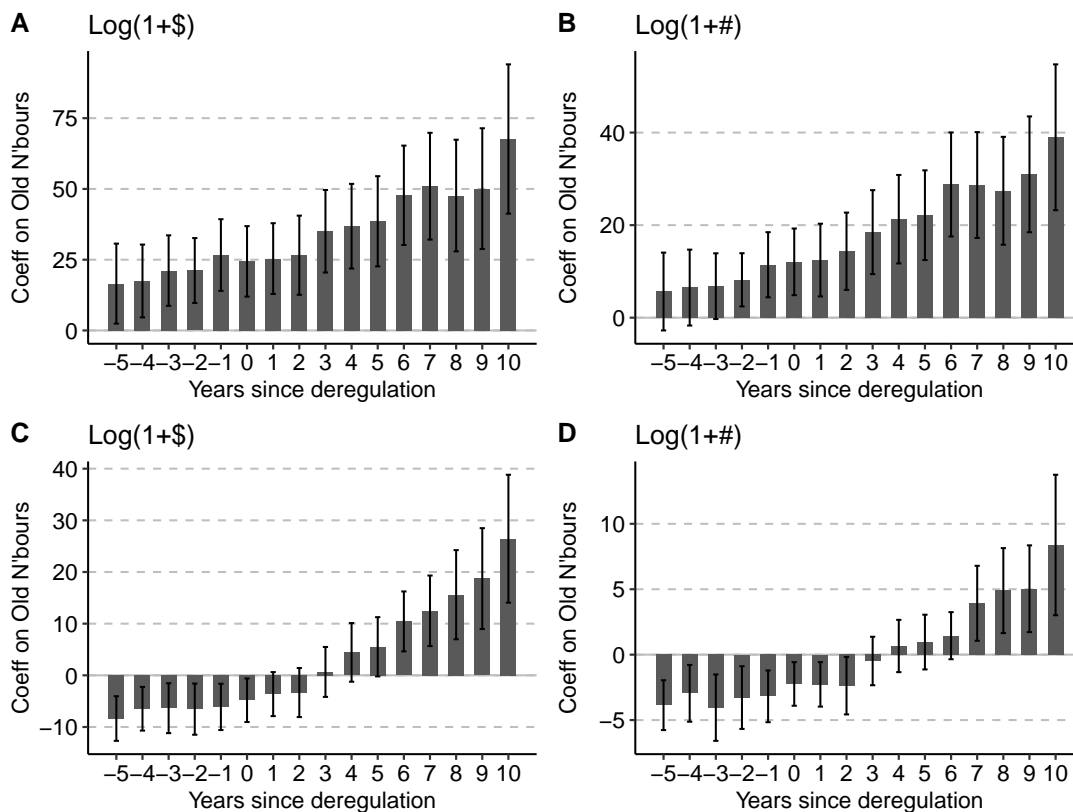 A Log(1+$)
Coeff on Old N'bours
75
50
25
0
−5 −4 −3 −2 −1 0 1 2 3 4 5 6 7 8 9 10
Years since deregulation
B Log(1+#)
Coeff on Old N'bours
40
20
0
−5 −4 −3 −2 −1 0 1 2 3 4 5 6 7 8 9 10
Years since deregulation
C Log(1+$)
Coeff on Old N'bours
40
30
20
10
0
−10
−5 −4 −3 −2 −1 0 1 2 3 4 5 6 7 8 9 10
Years since deregulation
D Log(1+#)
Coeff on Old N'bours
10
5
0
−5
−5 −4 −3 −2 −1 0 1 2 3 4 5 6 7 8 9 10
Years since deregulation